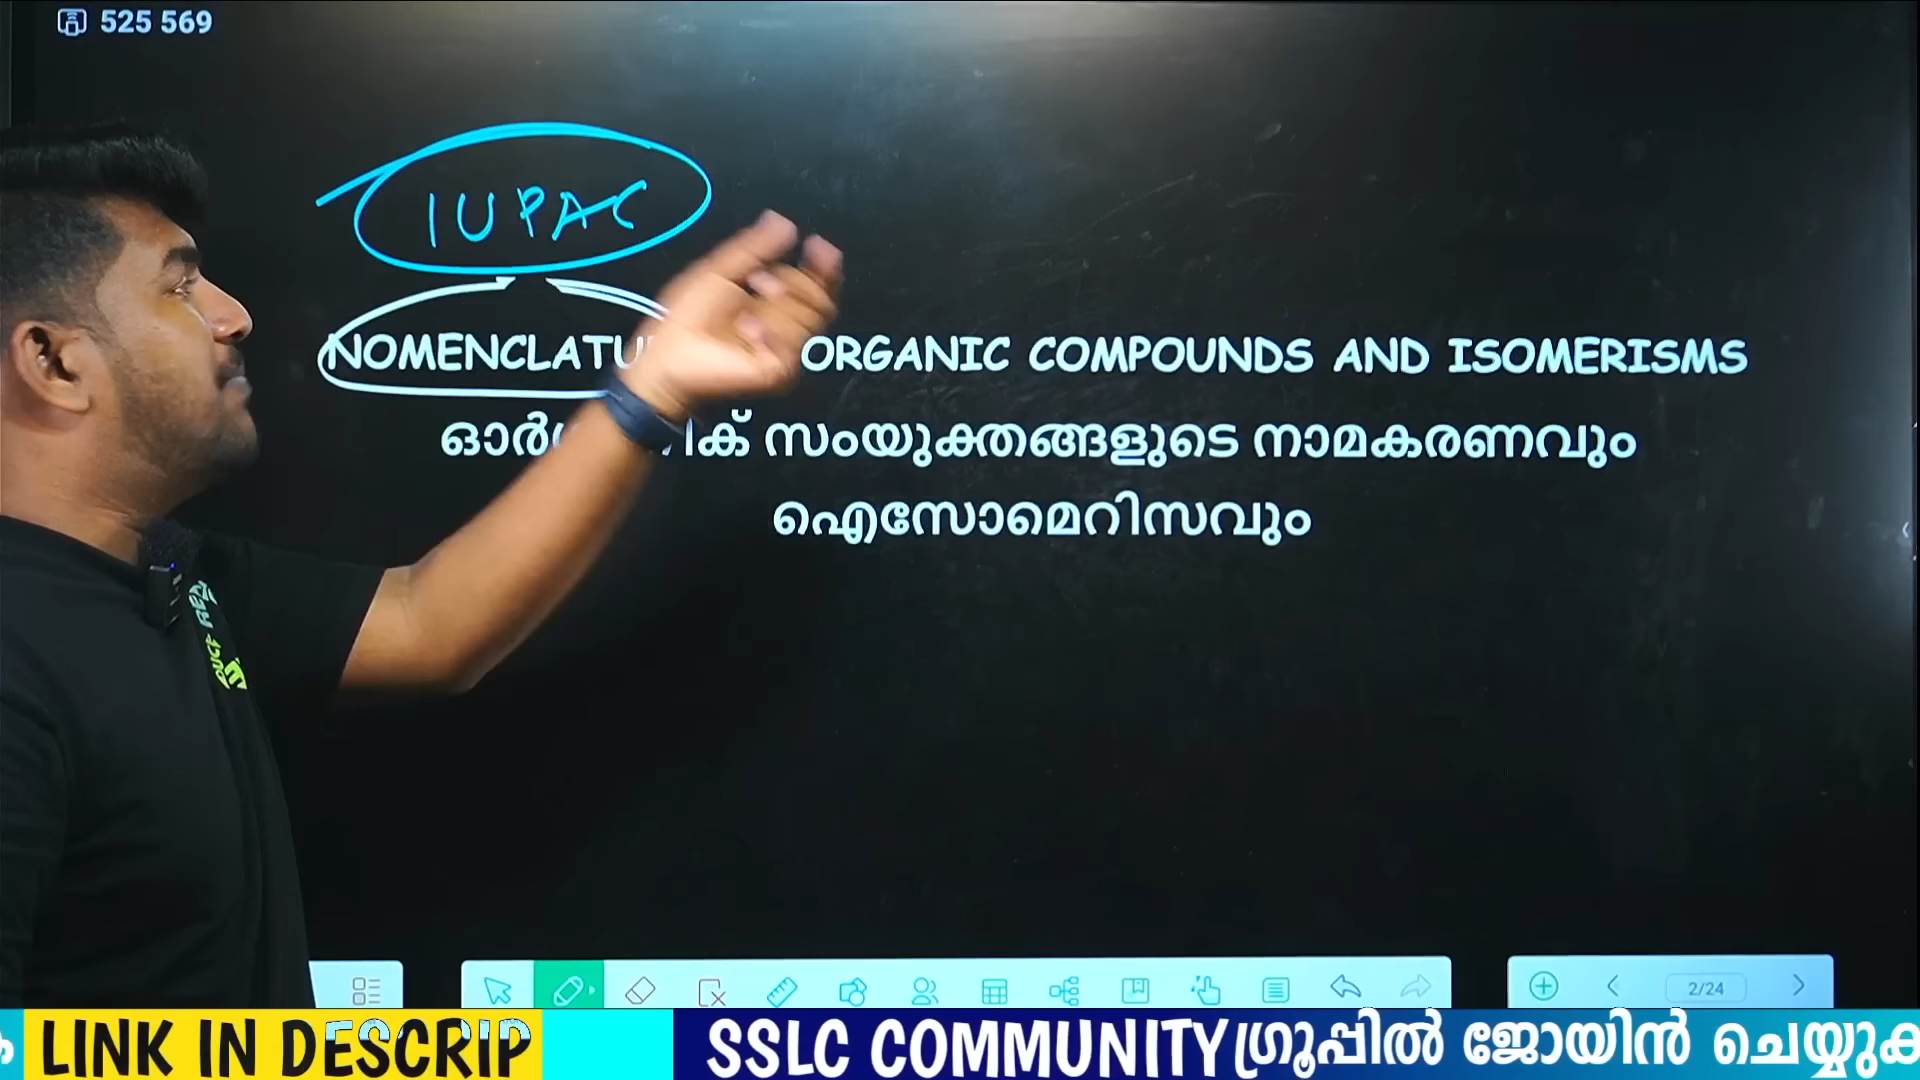 525 569
IUPAC
NOMENCLATU ORGANIC COMPOUNDS AND ISOMERISMS
സംയുക്തങ്ങളുടെ നാമകരണവും
ഐസോമെറിസവും
2/24
LINK IN DESCRIP
SSLC COMMUNITY ഗ്രൂപ്പിൽ ജോയിൻ ചെയ്യുക